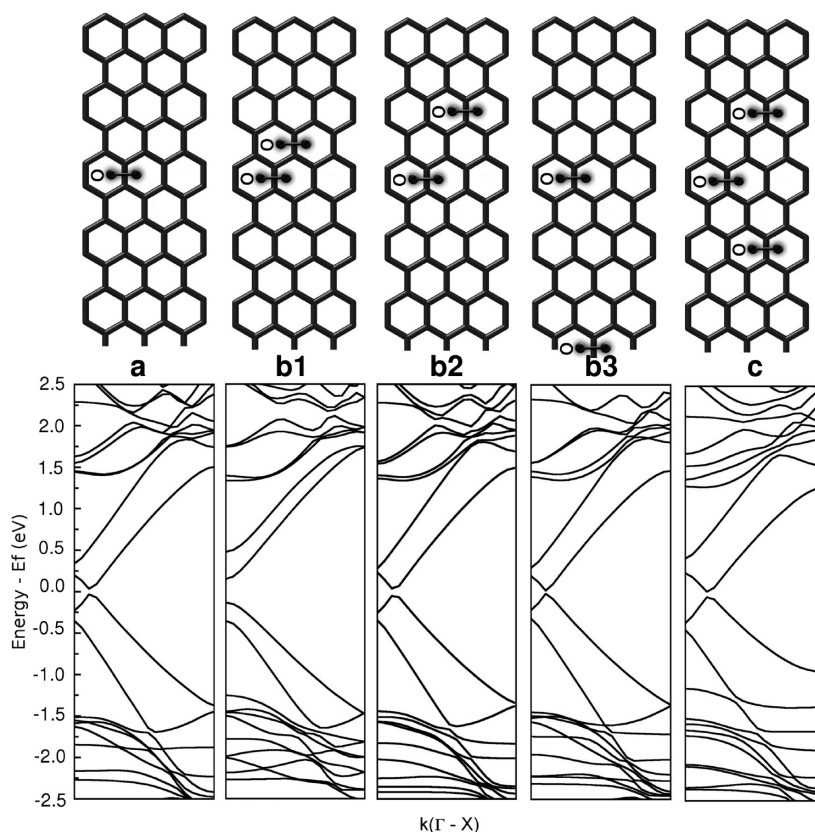 O
O
O
O
O
O
O
O
O
O
a b1 b2 b3 c
Energy - Ef (eV)
2.5
2.0
1.5
1.0
0.5
0.0
-0.5
-1.0
-1.5
-2.0
-2.5
k(Γ - X)